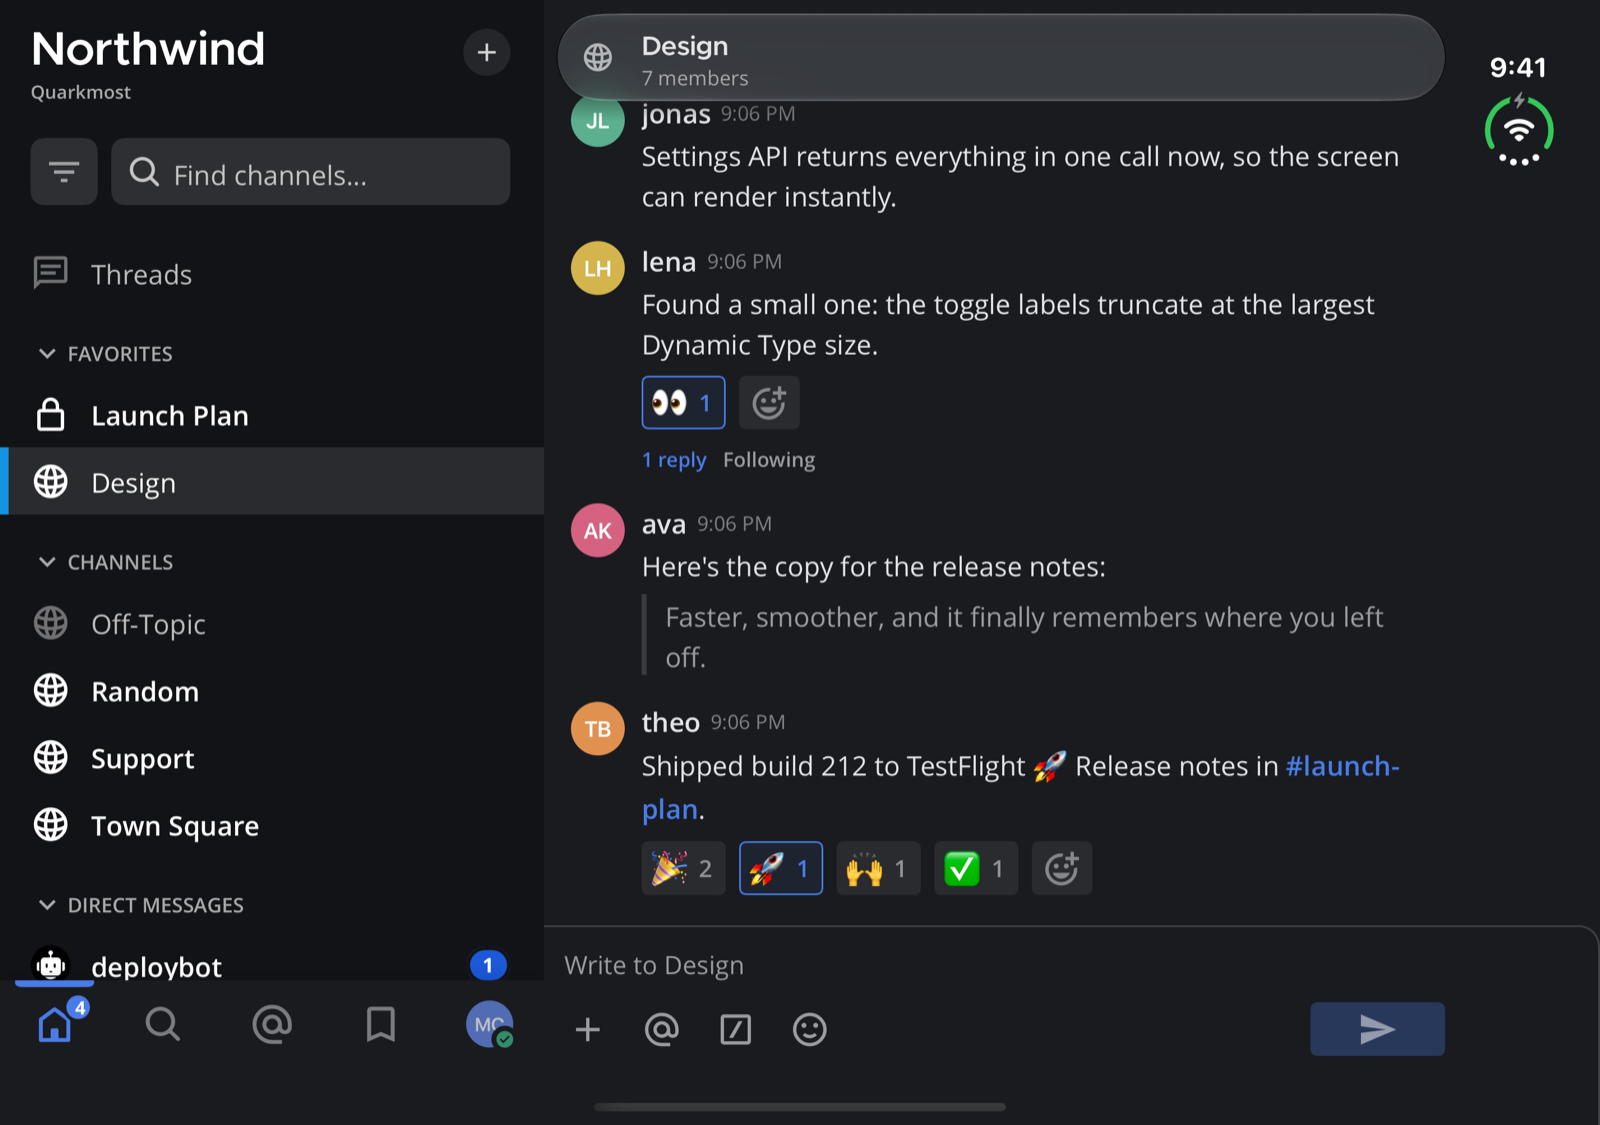 Northwind
Quarkmost
Find channels...
Threads
FAVORITES
Launch Plan
Design
CHANNELS
Off-Topic
Random
Support
Town Square
DIRECT MESSAGES
deploybot
1
4
MC
Design
7 members
9:41
JL
jonas 9:06 PM
Settings API returns everything in one call now, so the screen
can render instantly.
LH
lena 9:06 PM
Found a small one: the toggle labels truncate at the largest
Dynamic Type size.
👀 1
1 reply Following
AK
ava 9:06 PM
Here's the copy for the release notes:
Faster, smoother, and it finally remembers where you left
off.
TB
theo 9:06 PM
Shipped build 212 to TestFlight 🚀 Release notes in #launch-
plan.
🎉 2 🚀 1 🙌 1 ✅ 1
Write to Design